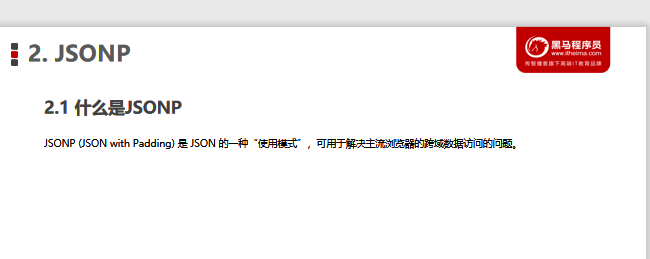 2. JSONP
黑马程序员
www.itheima.com
传智播客旗下高端IT教育品牌
2.1 什么是JSONP
JSONP (JSON with Padding) 是 JSON 的一种“使用模式”，可用于解决主流浏览器的跨域数据访问的问题。